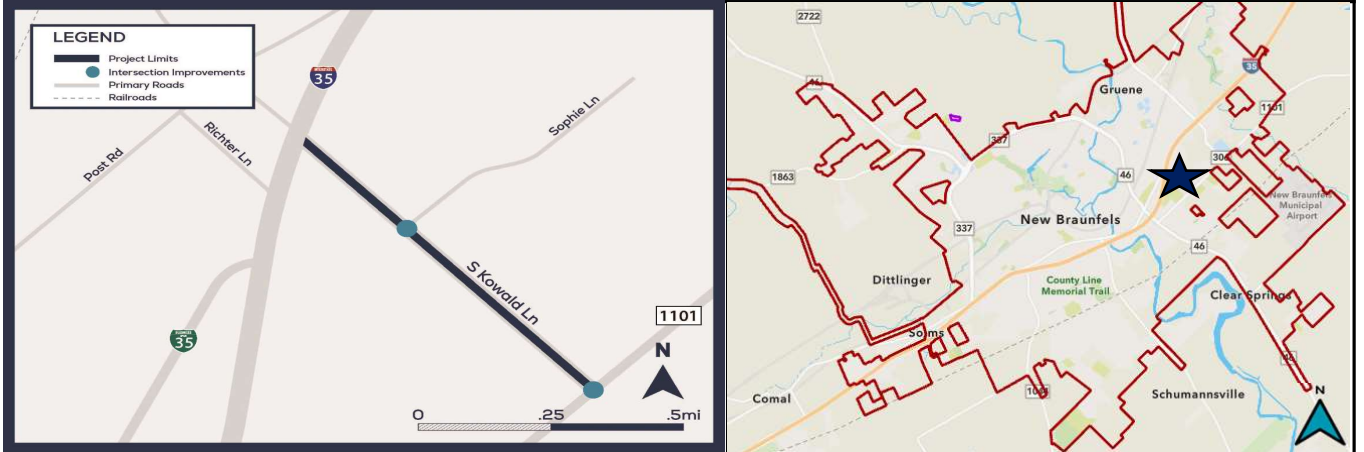 LEGEND
Project Limits
Intersection Improvements
Primary Roads
Railroads
35
Post Rd
Richter Ln
Sophie Ln
S Kowald Ln
1101
35
N
0 .25 .5mi
2722
35
46
Gruene
1101
337
306
1863
46
New Braunfels
Municipal
Airport
New Braunfels
337
46
Dittlinger
County Line
Memorial Trail
Clear Springs
Solms
46
Comal
Schumannsville
N